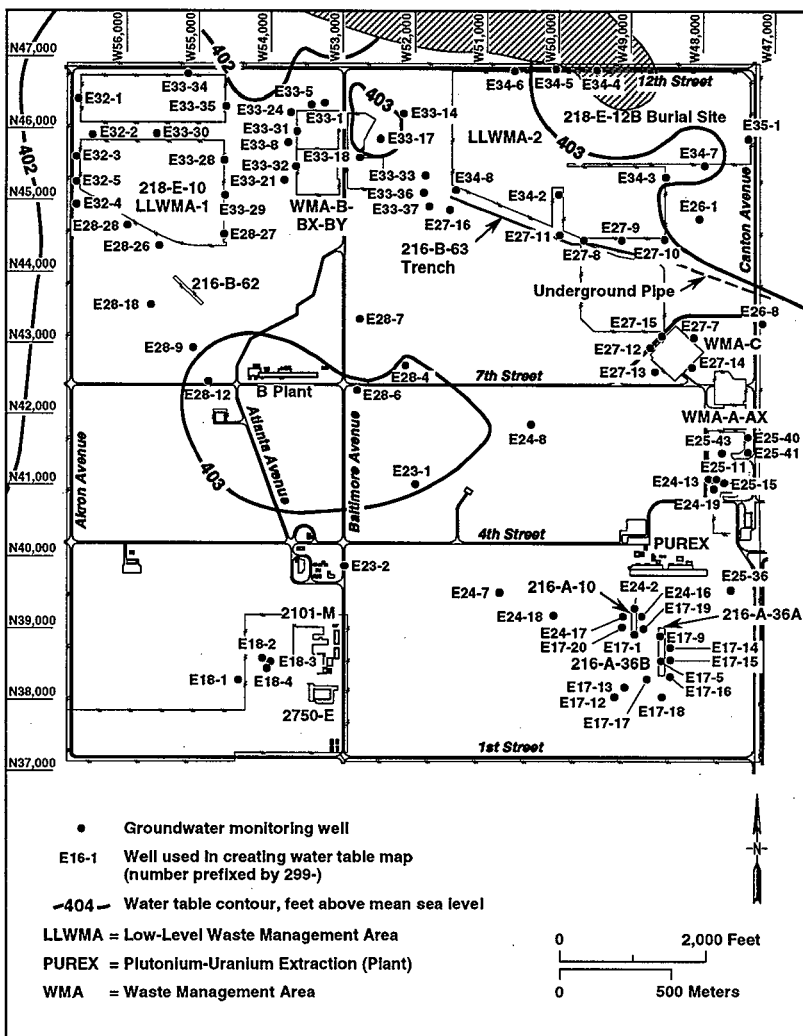 W56,000
W55,000
W54,000
W53,000
W52,000
W51,000
W50,000
W49,000
W48,000
W47,000
N47,000
402
12th Street
E33-34
E33-5
E34-6
E34-5
E34-4
E32-1
E33-35
E33-24
E33-1
403
E33-14
218-E-12B Burial Site
N46,000
E32-2
E33-30
E33-31
E33-17
LLWMA-2
403
E35-1
E33-8
402
E32-3
E33-28
E33-32
E33-18
E34-7
E33-33
E34-8
E34-3
E32-5
E33-21
N45,000
218-E-10
LLWMA-1
E33-36
E34-2
E32-4
E33-29
WMA-B-
BX-BY
E33-37
E27-16
E26-1
Canton Avenue
E28-28
E28-27
E27-11
E27-9
E28-26
216-B-63
Trench
E27-8
E27-10
N44,000
216-B-62
Underground Pipe
E28-18
E28-7
E27-15
E27-7
E26-8
N43,000
E28-9
E27-12
WMA-C
E28-4
7th Street
E27-13
E27-14
B Plant
E28-12
E28-6
N42,000
WMA-A-AX
E24-8
E25-43
E25-40
E25-41
Akron Avenue
Atlanta Avenue
Baltimore Avenue
403
E23-1
E25-11
N41,000
E24-13
E25-15
E24-19
4th Street
PUREX
N40,000
E23-2
216-A-10
E24-2
E25-36
E24-7
E24-16
N39,000
2101-M
E24-18
E17-19
216-A-36A
E24-17
E17-9
E17-20
E17-1
E17-14
E18-2
E18-3
216-A-36B
E17-15
E18-1
E18-4
E17-5
N38,000
E17-13
E17-16
2750-E
E17-12
E17-17
E17-18
1st Street
N37,000
Groundwater monitoring well
E16-1 Well used in creating water table map
(number prefixed by 299-)
404 Water table contour, feet above mean sea level
LLWMA = Low-Level Waste Management Area
PUREX = Plutonium-Uranium Extraction (Plant)
WMA = Waste Management Area
N
0 2,000 Feet
0 500 Meters